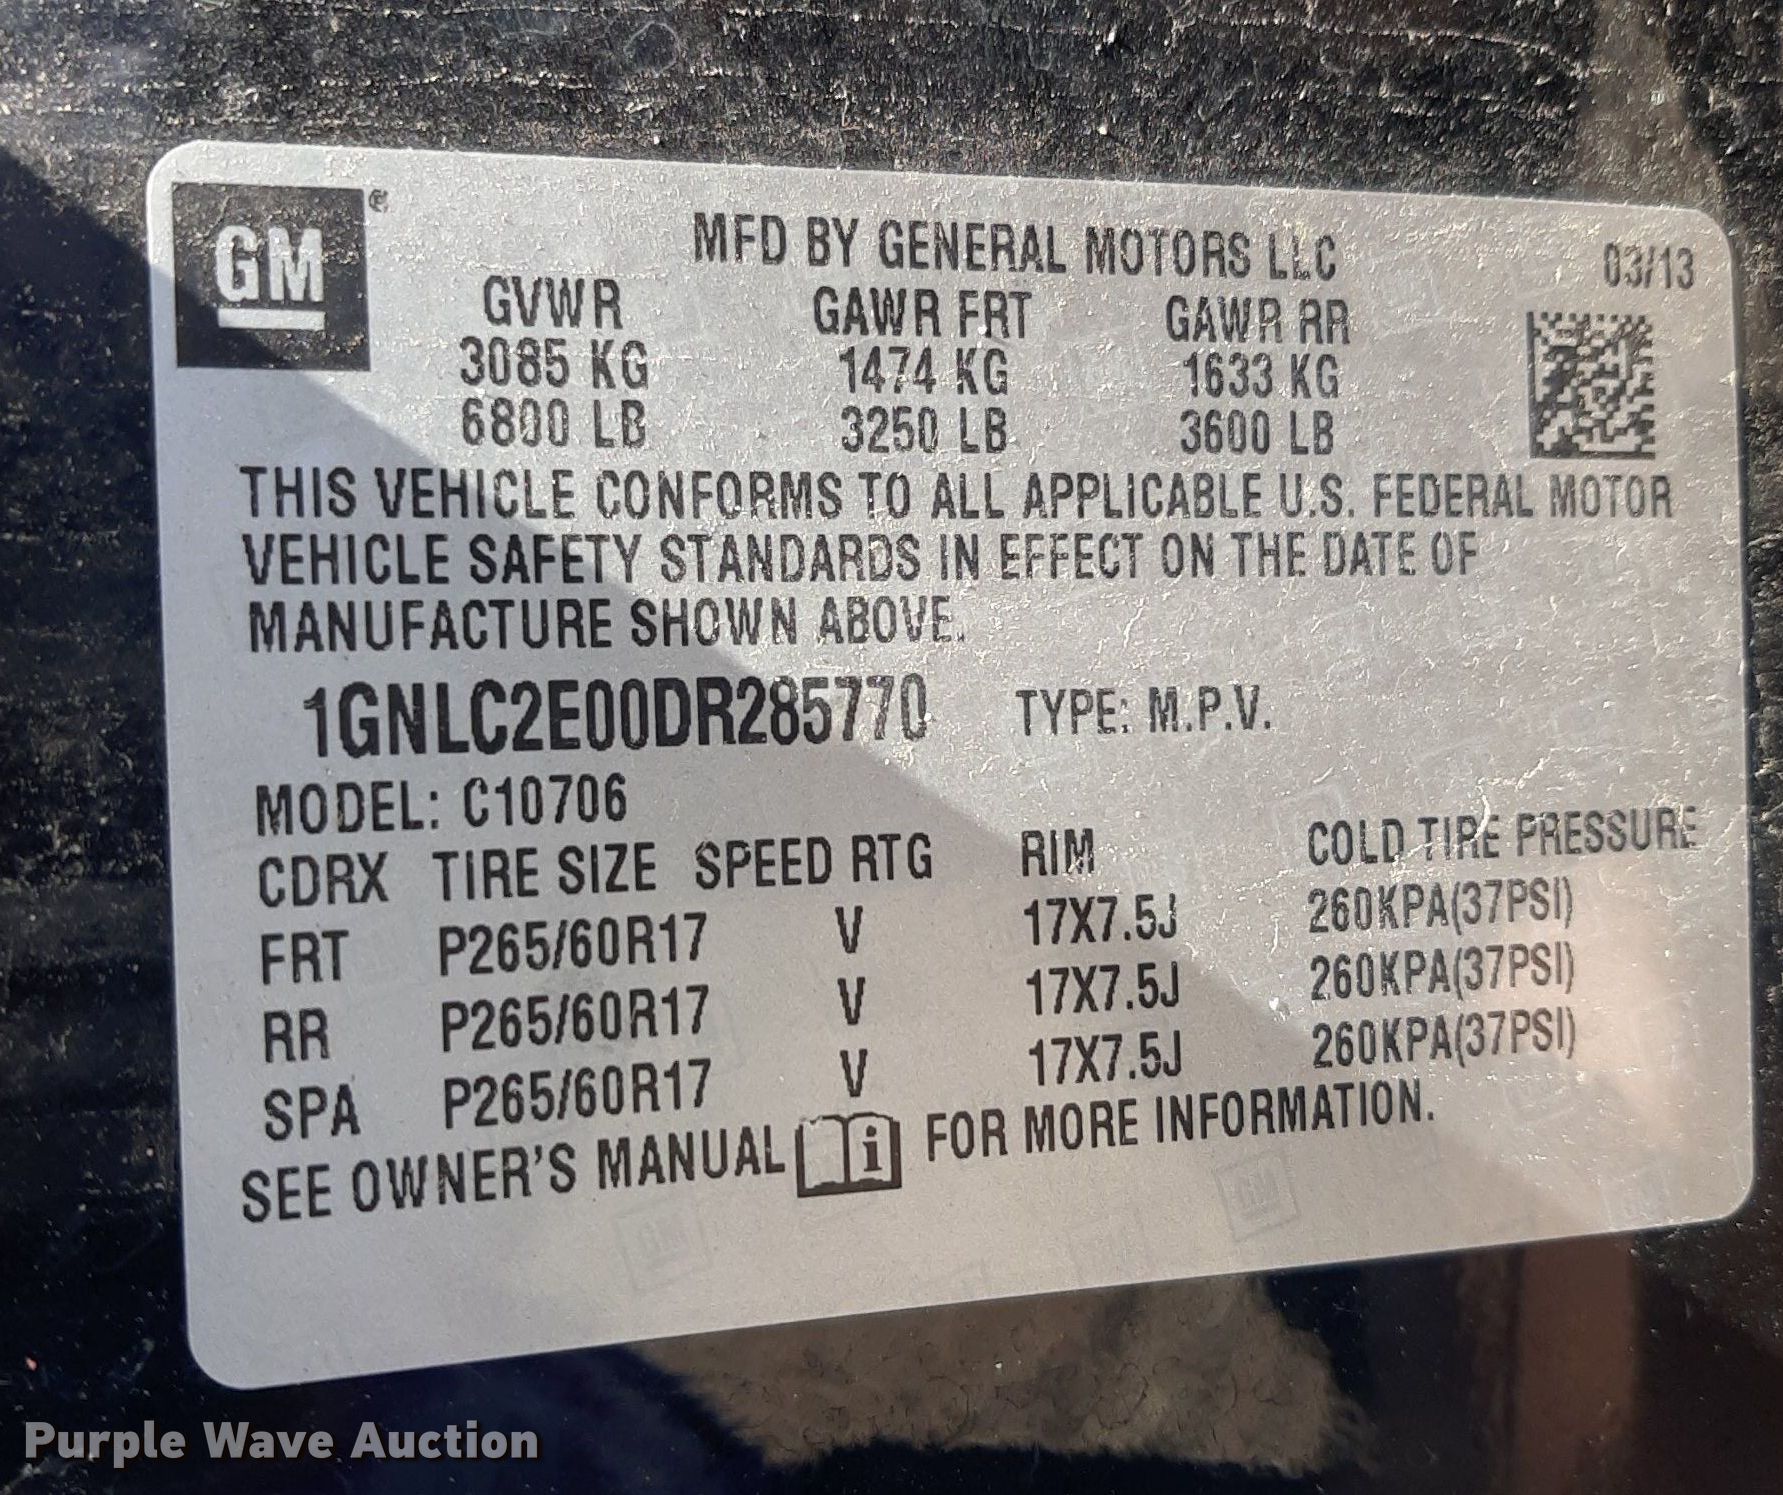 GM
MFD BY GENERAL MOTORS LLC 03/13
GVWR GAWR FRT GAWR RR
3085 KG 1474 KG 1633 KG
6800 LB 3250 LB 3600 LB
THIS VEHICLE CONFORMS TO ALL APPLICABLE U.S. FEDERAL MOTOR
VEHICLE SAFETY STANDARDS IN EFFECT ON THE DATE OF
MANUFACTURE SHOWN ABOVE.
1GNLC2E00DR285770 TYPE: M.P.V.
MODEL: C10706
CDRX TIRE SIZE SPEED RTG RIM COLD TIRE PRESSURE
FRT P265/60R17 V 17X7.5J 260KPA(37PSI)
RR P265/60R17 V 17X7.5J 260KPA(37PSI)
SPA P265/60R17 V 17X7.5J 260KPA(37PSI)
SEE OWNER'S MANUAL i FOR MORE INFORMATION.
Purple Wave Auction